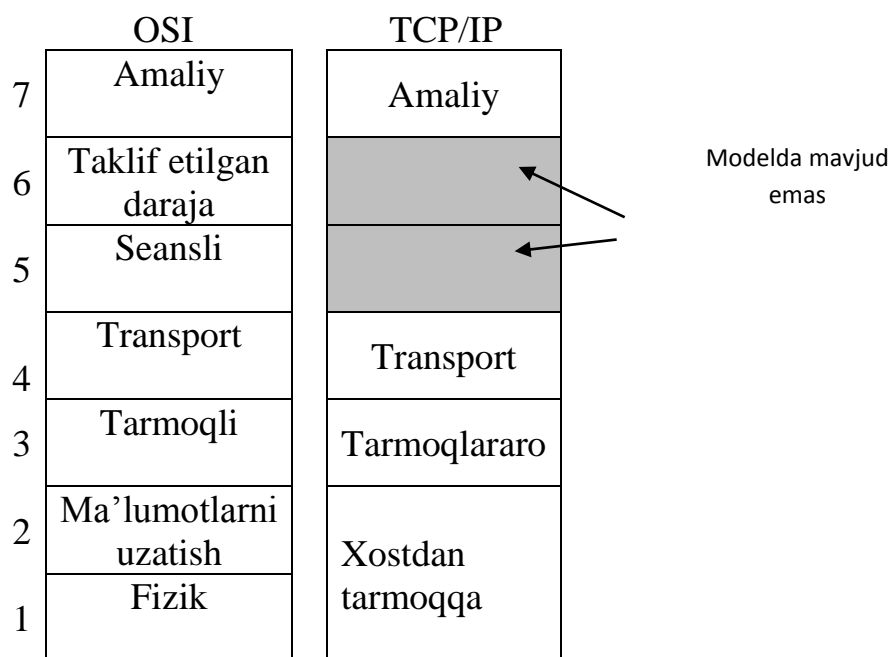 OSI TCP/IP
7 Amaliy Amaliy
6 Taklif etilgan
daraja
Modelda mavjud
emas
5 Seansli
4 Transport Transport
3 Tarmoqli Tarmoqlararo
2 Ma’lumotlarni
uzatish
Xostdan
tarmoqqa
1 Fizik